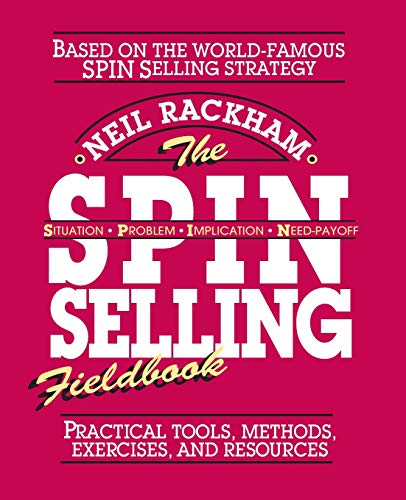 BASED ON THE WORLD-FAMOUS
SPIN SELLING STRATEGY
• NEIL RACKHAM •
The
SPIN
SITUATION • PROBLEM • IMPLICATION • NEED-PAYOFF
SELLING
Fieldbook
PRACTICAL TOOLS, METHODS,
EXERCISES, AND RESOURCES